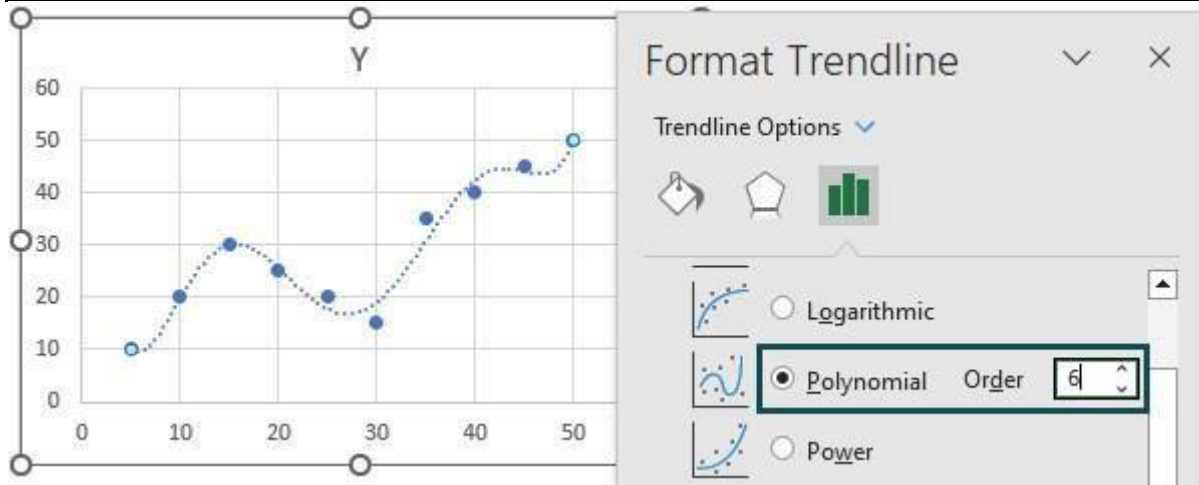 Y
60
50
40
30
20
10
0
0 10 20 30 40 50
Format Trendline
Trendline Options
Logarithmic
Polynomial Order 6
Power